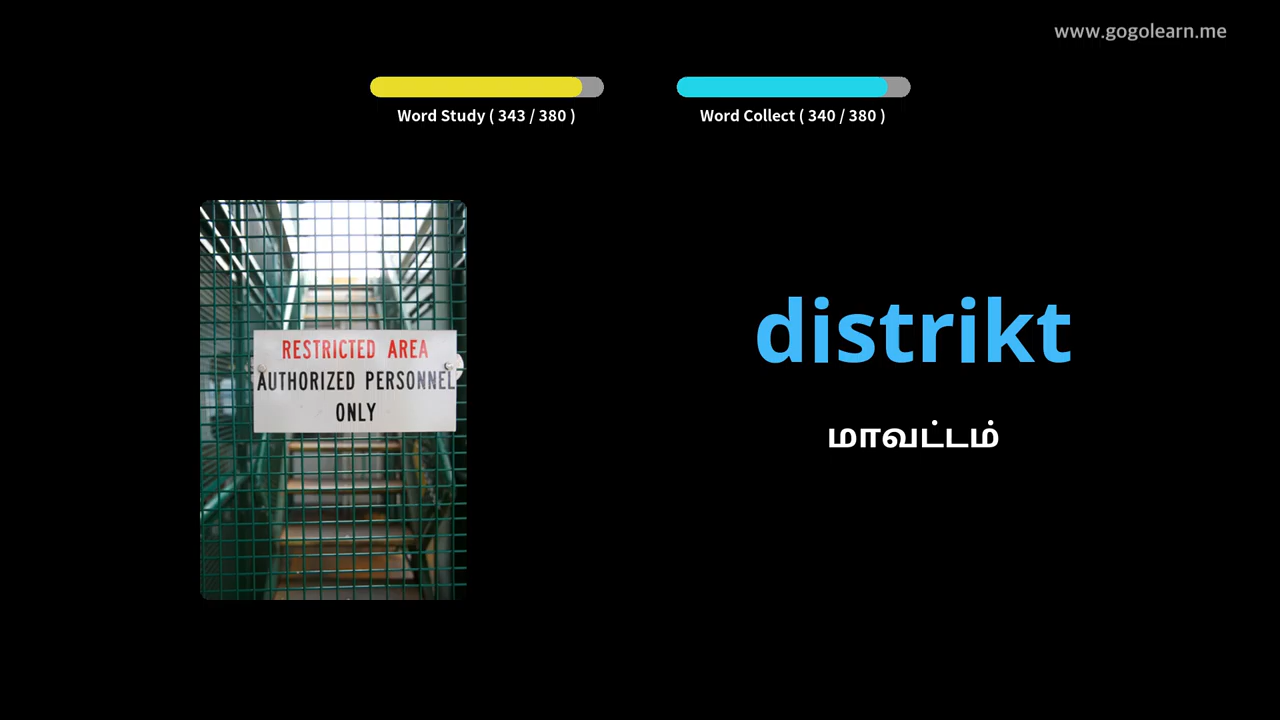 www.gogolearn.me
Word Study ( 343 / 380 )
Word Collect ( 340 / 380 )
RESTRICTED AREA
AUTHORIZED PERSONNEL
ONLY
distrikt
மாவட்டம்